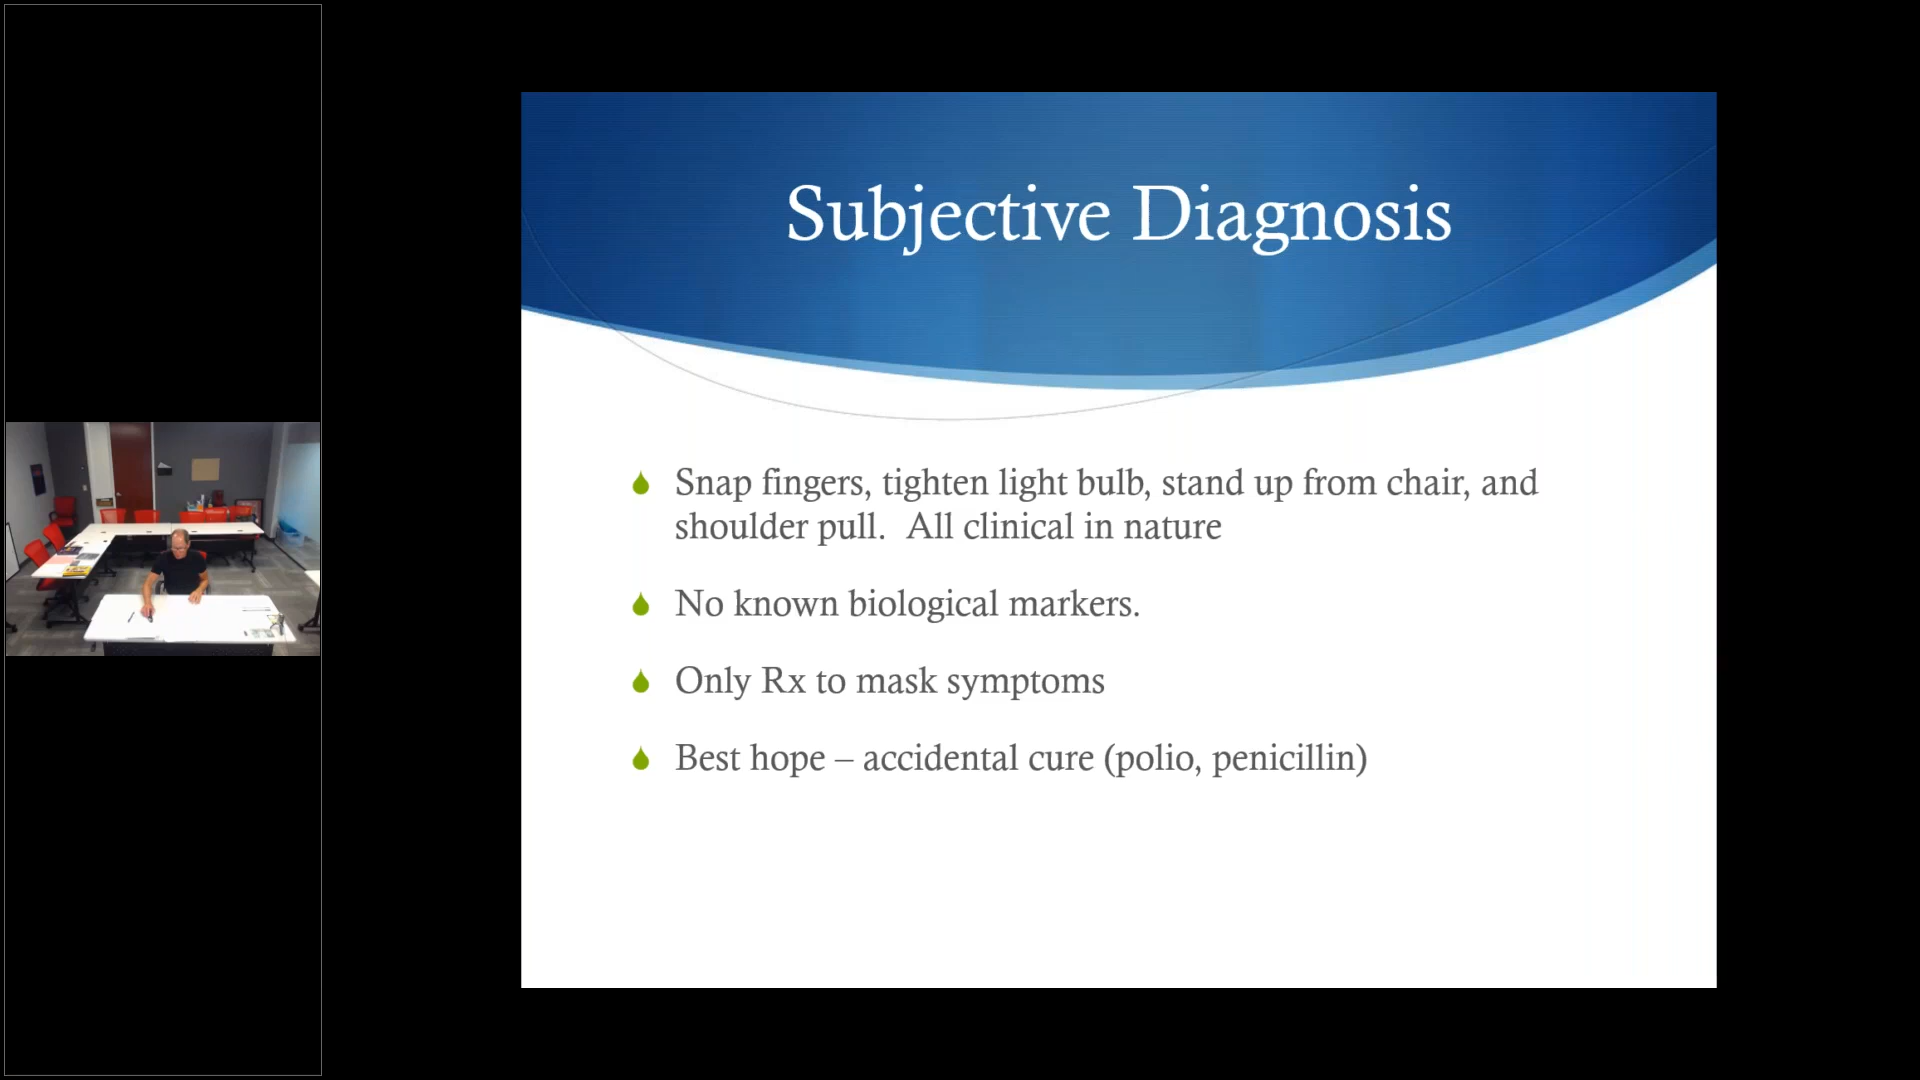 Subjective Diagnosis
Snap fingers, tighten light bulb, stand up from chair, and
shoulder pull.  All clinical in nature
No known biological markers.
Only Rx to mask symptoms
Best hope – accidental cure (polio, penicillin)